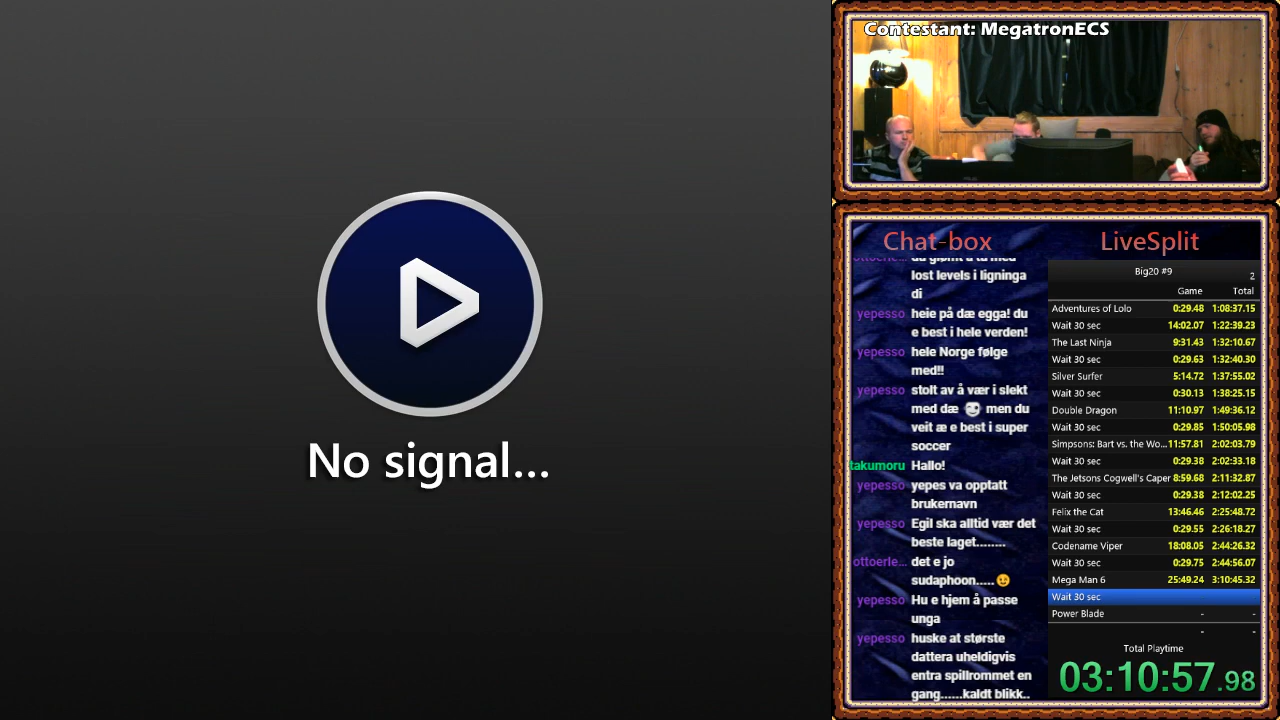 No signal...
Contestant: MegatronECS
Chat-box
lost levels i ligninga
di
yepesso heie på dæ egga! du
e best i hele verden!
yepesso hele Norge følge
med!!
yepesso stolt av å vær i slekt
med dæ men du
veit æ e best i super
soccer
takumoru Hallo!
yepesso yepes va opptatt
brukernavn
yepesso Egil ska alltid vær det
beste laget........
ottoerle... det e jo
sudaphoon.....
yepesso Hu e hjem å passe
unga
yepesso huske at største
dattera uheldigvis
entra spillrommet en
gang......kaldt blikk..
LiveSplit
Big20 #9
2
Game Total
Adventures of Lolo 0:29.48 1:08:37.15
Wait 30 sec 14:02.07 1:22:39.23
The Last Ninja 9:31.43 1:32:10.67
Wait 30 sec 0:29.63 1:32:40.30
Silver Surfer 5:14.72 1:37:55.02
Wait 30 sec 0:30.13 1:38:25.15
Double Dragon 11:10.97 1:49:36.12
Wait 30 sec 0:29.85 1:50:05.98
Simpsons: Bart vs. the Wo... 11:57.81 2:02:03.79
Wait 30 sec 0:29.38 2:02:33.18
The Jetsons Cogwell's Caper 8:59.68 2:11:32.87
Wait 30 sec 0:29.38 2:12:02.25
Felix the Cat 13:46.46 2:25:48.72
Wait 30 sec 0:29.55 2:26:18.27
Codename Viper 18:08.05 2:44:26.32
Wait 30 sec 0:29.75 2:44:56.07
Mega Man 6 25:49.24 3:10:45.32
Wait 30 sec
Power Blade - -
- -
Total Playtime
03:10:57.98